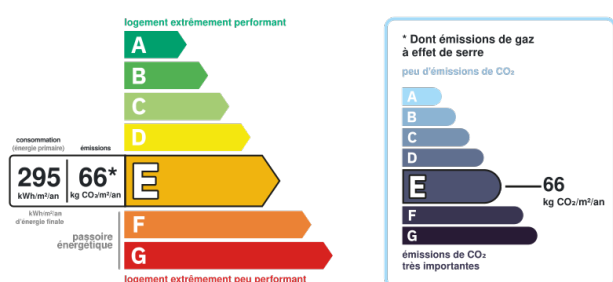 logement extrêmement performant
A
B
C
D
consommation
(énergie primaire)
émissions
295
kWh/m²/an
66*
kg CO₂/m²/an
E
kWh/m²/an
d'énergie finale
passoire
énergétique
F
G
logement extrêmement peu performant
* Dont émissions de gaz
à effet de serre
peu d'émissions de CO₂
A
B
C
D
E
66
kg CO₂/m²/an
F
G
émissions de CO₂
très importantes